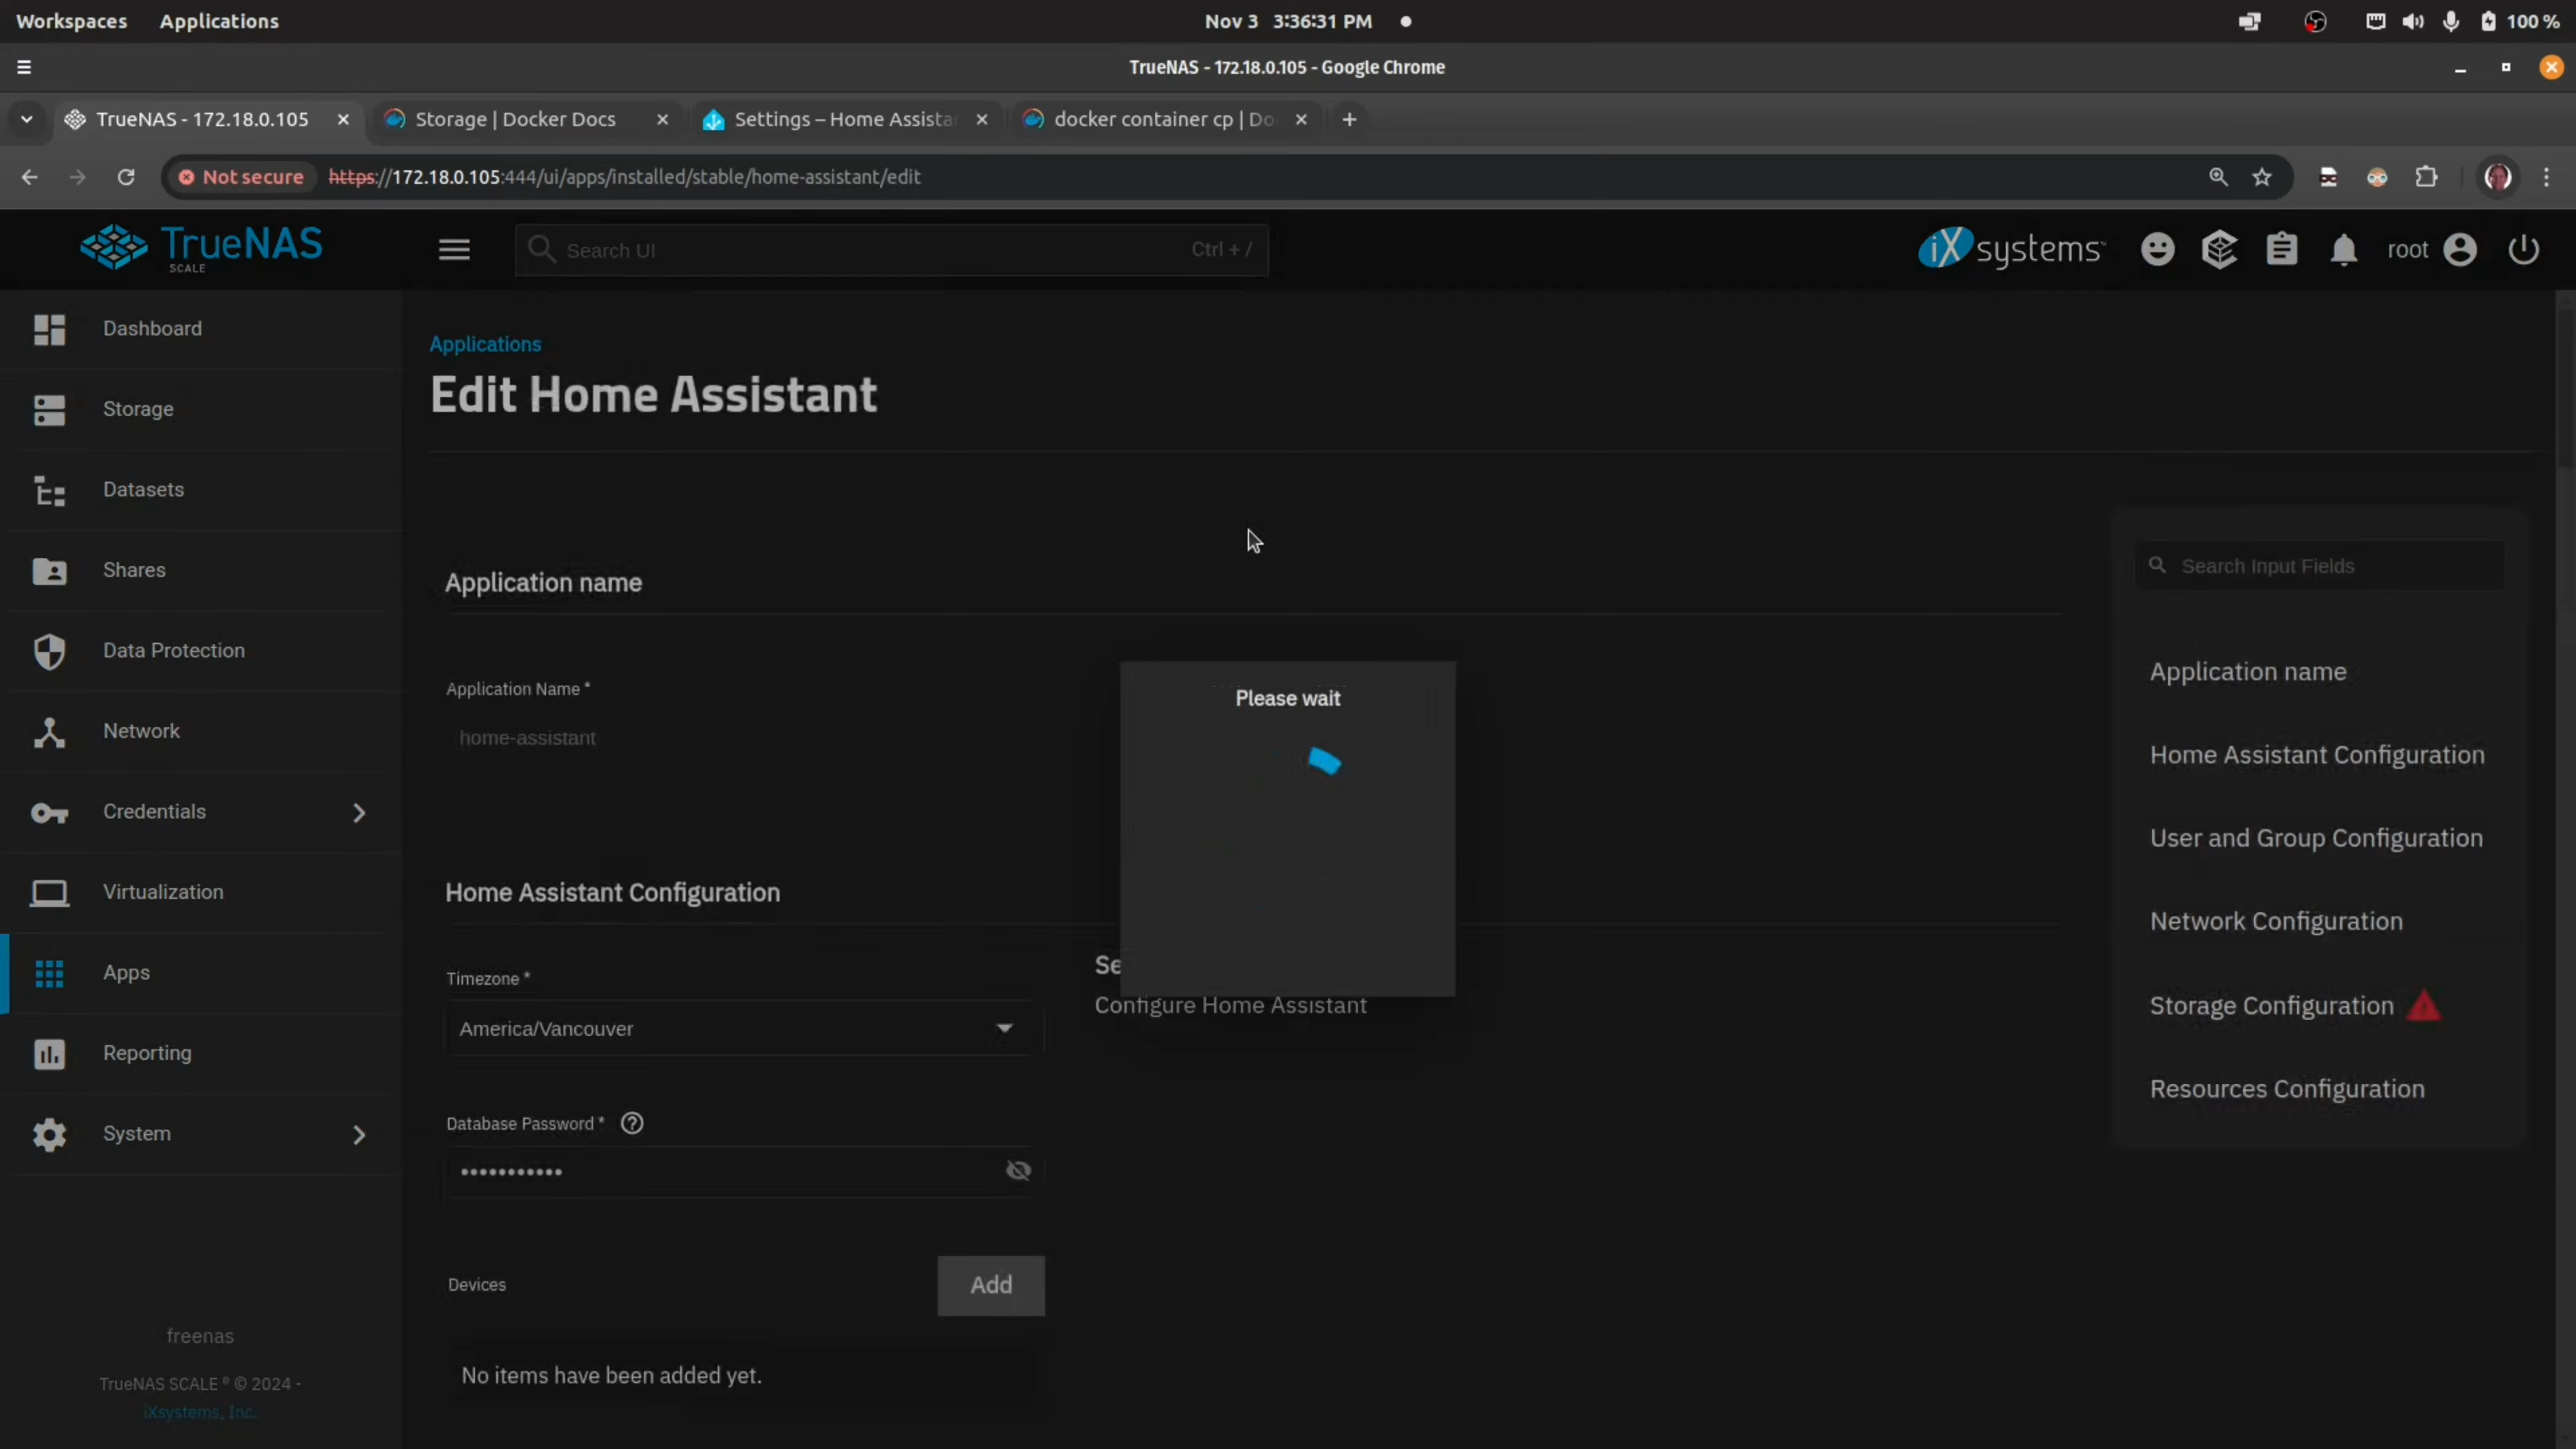 Workspaces Applications Nov 3 3:36:31 PM 100 %
TrueNAS - 172.18.0.105 - Google Chrome
TrueNAS - 172.18.0.105 Storage | Docker Docs Settings – Home Assista docker container cp | Do
Not secure https://172.18.0.105:444/ui/apps/installed/stable/home-assistant/edit
TrueNAS
SCALE
Search UI Ctrl + /
iX systems™ root
Dashboard
Storage
Datasets
Shares
Data Protection
Network
Credentials
Virtualization
Apps
Reporting
System
freenas
TrueNAS SCALE ® © 2024 -
iXsystems, Inc.
Applications
Edit Home Assistant
Application name
Application Name *
home-assistant
Home Assistant Configuration
Timezone *
America/Vancouver
Database Password *
•••••••••••
Devices Add
No items have been added yet.
Se
Configure Home Assistant
Please wait
Search Input Fields
Application name
Home Assistant Configuration
User and Group Configuration
Network Configuration
Storage Configuration
Resources Configuration